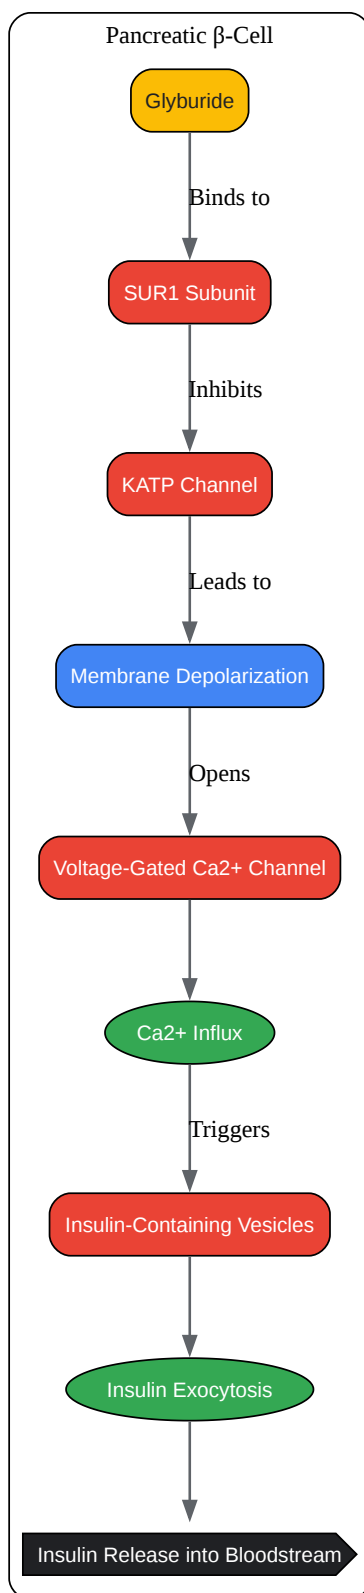 Pancreatic β-Cell
Glyburide
Binds to
SUR1 Subunit
Inhibits
KATP Channel
Leads to
Membrane Depolarization
Opens
Voltage-Gated Ca2+ Channel
Ca2+ Influx
Triggers
Insulin-Containing Vesicles
Insulin Exocytosis
Insulin Release into Bloodstream